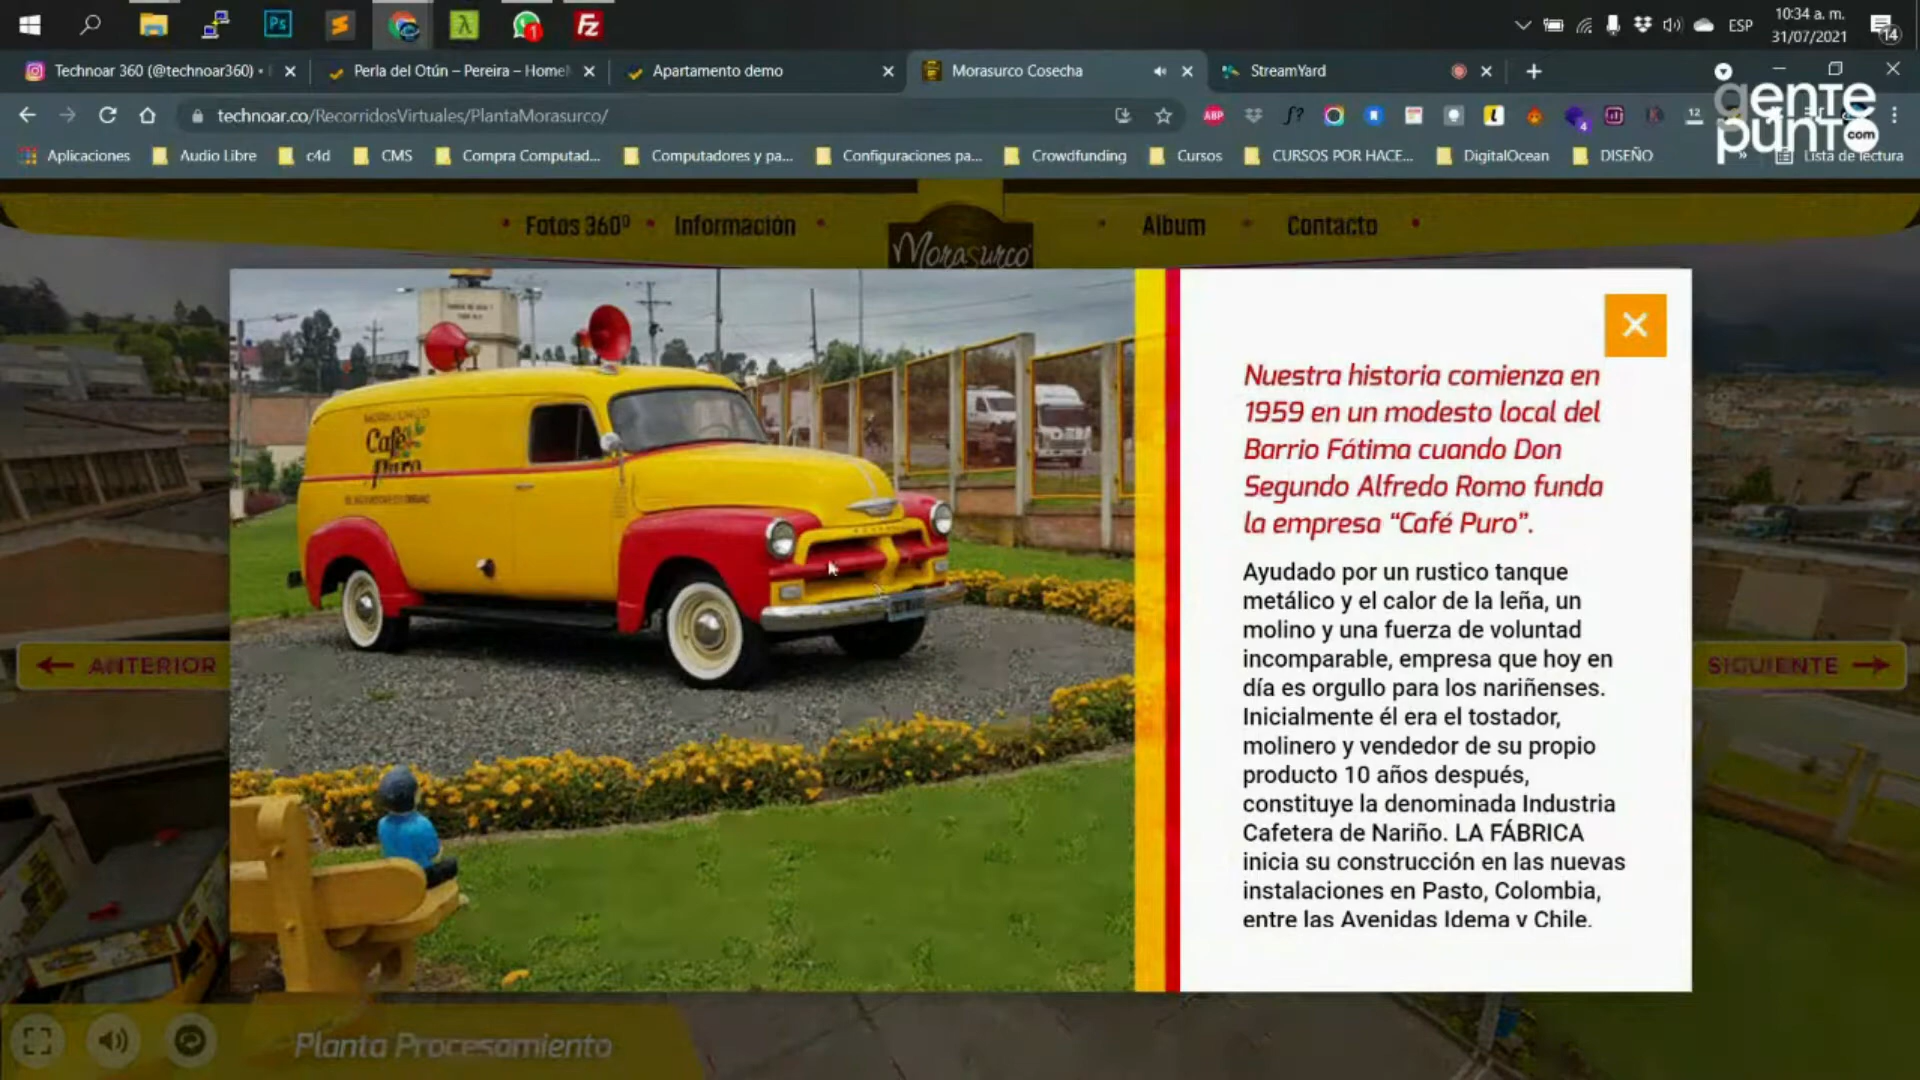 10:34 a. m.
ESP
31/07/2021
14
Ps
1
Fz
Technoar 360 (@technoar360) •
Perla del Otún – Pereira – Home
Apartamento demo
Morasurco Cosecha
StreamYard
technoar.co/RecorridosVirtuales/PlantaMorasurco/
ABP
4
12
gente
punto
com
Aplicaciones
Audio Libre
c4d
CMS
Compra Computad...
Computadores y pa...
Configuraciones pa...
Crowdfunding
Cursos
CURSOS POR HACE...
DigitalOcean
DISEÑO
»
Lista de lectura
Fotos 360º
Información
Morasurco
Album
Contacto
Café
Puro
Nuestra historia comienza en
1959 en un modesto local del
Barrio Fátima cuando Don
Segundo Alfredo Romo funda
la empresa “Café Puro”.
Ayudado por un rustico tanque
metálico y el calor de la leña, un
molino y una fuerza de voluntad
incomparable, empresa que hoy en
día es orgullo para los nariñenses.
Inicialmente él era el tostador,
molinero y vendedor de su propio
producto 10 años después,
constituye la denominada Industria
Cafetera de Nariño. LA FÁBRICA
inicia su construcción en las nuevas
instalaciones en Pasto, Colombia,
entre las Avenidas Idema y Chile.
ANTERIOR
SIGUIENTE
Planta Procesamiento